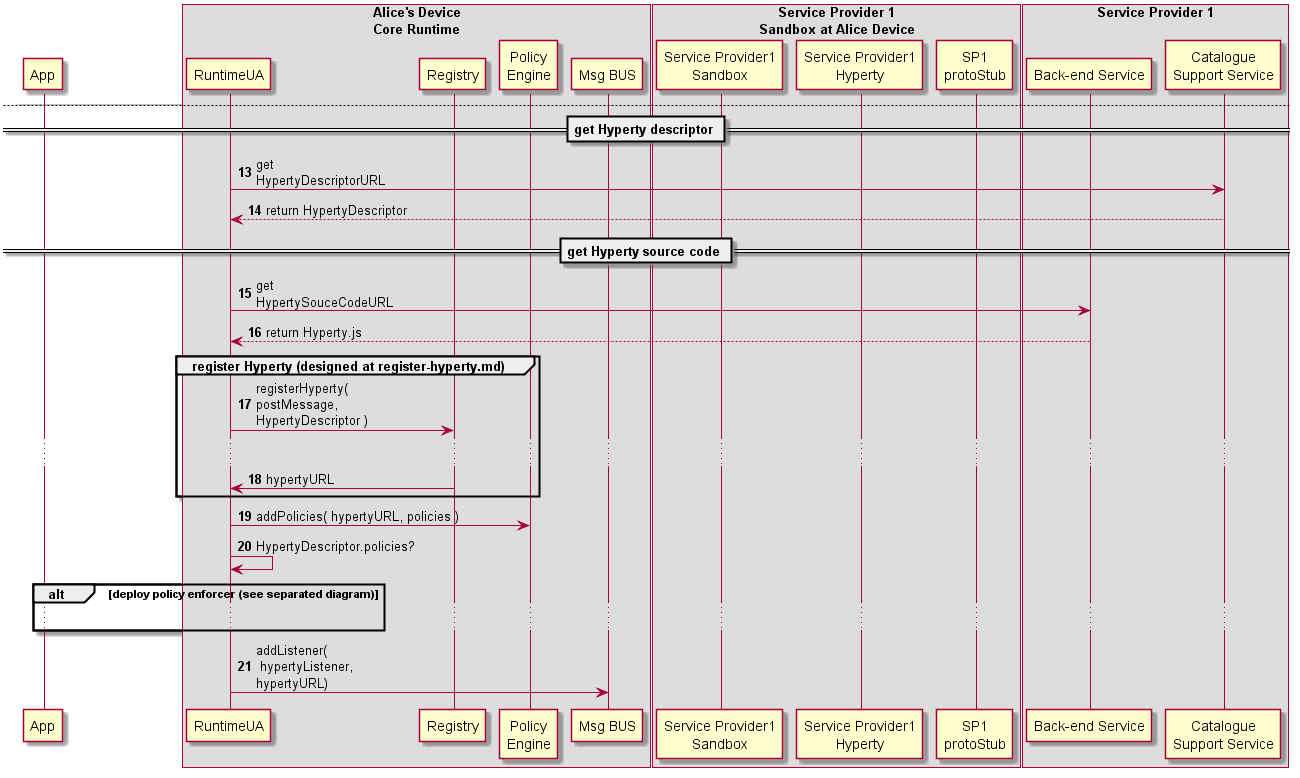 Alice's Device
Core Runtime
Service Provider 1
Sandbox at Alice Device
Service Provider 1
App
RuntimeUA
Registry
Policy
Engine
Msg BUS
Service Provider1
Sandbox
Service Provider1
Hyperty
SP1
protoStub
Back-end Service
Catalogue
Support Service
get Hyperty descriptor
13 get
HypertyDescriptorURL
14 return HypertyDescriptor
get Hyperty source code
15 get
HypertySouceCodeURL
16 return Hyperty.js
register Hyperty (designed at register-hyperty.md)
17 registerHyperty(
postMessage,
HypertyDescriptor )
18 hypertyURL
19 addPolicies( hypertyURL, policies )
20 HypertyDescriptor.policies?
alt [deploy policy enforcer (see separated diagram)]
21 addListener(
hypertyListener,
hypertyURL)
App
RuntimeUA
Registry
Policy
Engine
Msg BUS
Service Provider1
Sandbox
Service Provider1
Hyperty
SP1
protoStub
Back-end Service
Catalogue
Support Service